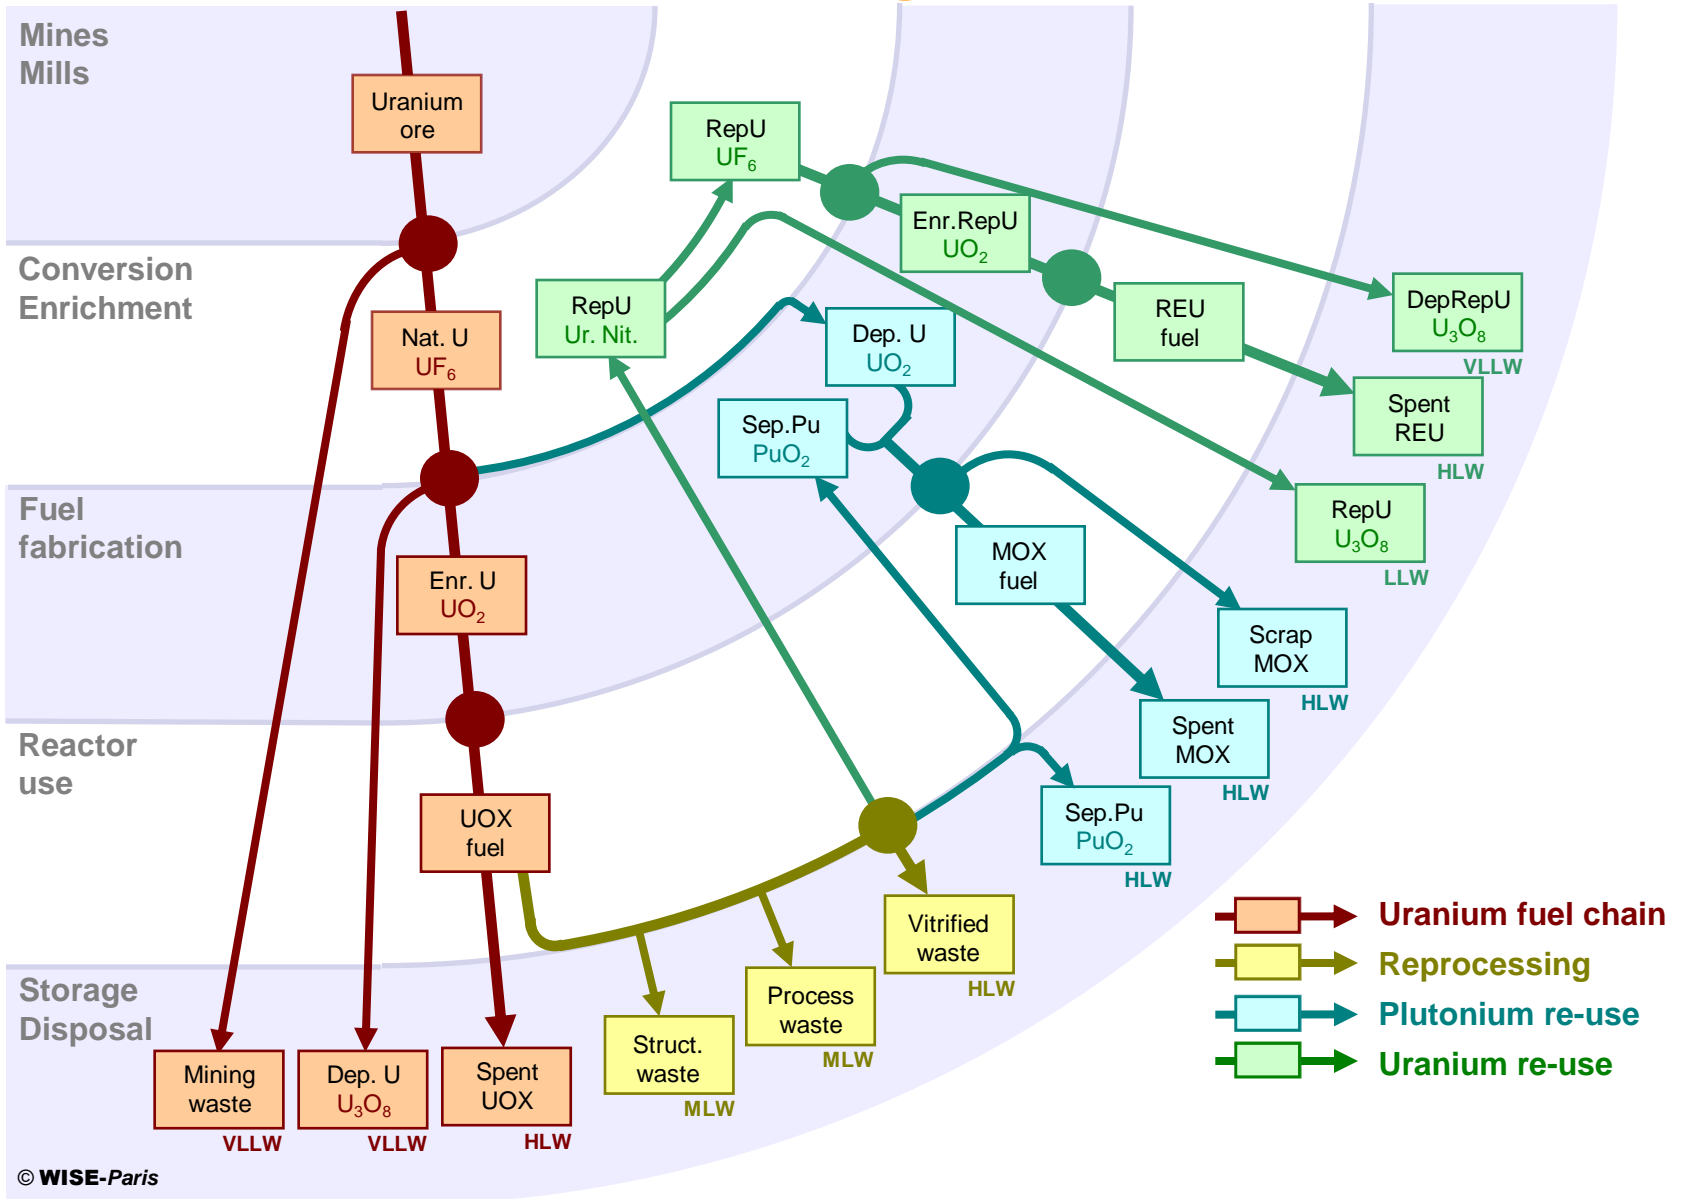 Mines
Mills
Uranium
ore
Conversion
Enrichment
Nat. U
UF₆
Fuel
fabrication
Enr. U
UO₂
Reactor
use
UOX
fuel
Storage
Disposal
Mining
waste
VLLW
Dep. U
U₃O₈
VLLW
Spent
UOX
HLW
Struct.
waste
MLW
Process
waste
MLW
Vitrified
waste
HLW
RepU
Ur. Nit.
RepU
UF₆
Enr.RepU
UO₂
REU
fuel
DepRepU
U₃O₈
VLLW
Spent
REU
HLW
RepU
U₃O₈
LLW
Dep. U
UO₂
Sep.Pu
PuO₂
MOX
fuel
Scrap
MOX
HLW
Spent
MOX
HLW
Sep.Pu
PuO₂
HLW
Uranium fuel chain
Reprocessing
Plutonium re-use
Uranium re-use
© WISE-Paris